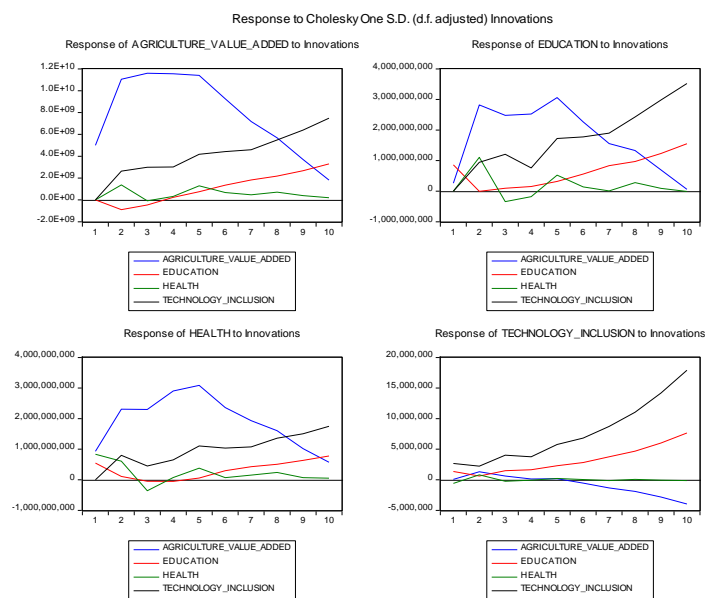 Response to Cholesky One S.D. (d.f. adjusted) Innovations
Response of AGRICULTURE_VALUE_ADDED to Innovations
1.2E+10
1.0E+10
8.0E+09
6.0E+09
4.0E+09
2.0E+09
0.0E+00
-2.0E+09
1 2 3 4 5 6 7 8 9 10
AGRICULTURE_VALUE_ADDED
EDUCATION
HEALTH
TECHNOLOGY_INCLUSION
Response of EDUCATION to Innovations
4,000,000,000
3,000,000,000
2,000,000,000
1,000,000,000
0
-1,000,000,000
1 2 3 4 5 6 7 8 9 10
AGRICULTURE_VALUE_ADDED
EDUCATION
HEALTH
TECHNOLOGY_INCLUSION
Response of HEALTH to Innovations
4,000,000,000
3,000,000,000
2,000,000,000
1,000,000,000
0
-1,000,000,000
1 2 3 4 5 6 7 8 9 10
AGRICULTURE_VALUE_ADDED
EDUCATION
HEALTH
TECHNOLOGY_INCLUSION
Response of TECHNOLOGY_INCLUSION to Innovations
20,000,000
15,000,000
10,000,000
5,000,000
0
-5,000,000
1 2 3 4 5 6 7 8 9 10
AGRICULTURE_VALUE_ADDED
EDUCATION
HEALTH
TECHNOLOGY_INCLUSION